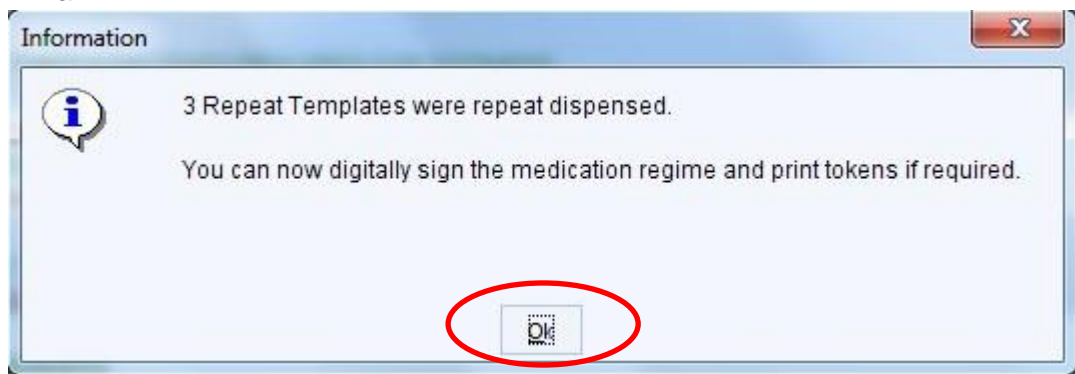 Information
3 Repeat Templates were repeat dispensed.
You can now digitally sign the medication regime and print tokens if required.
Ok